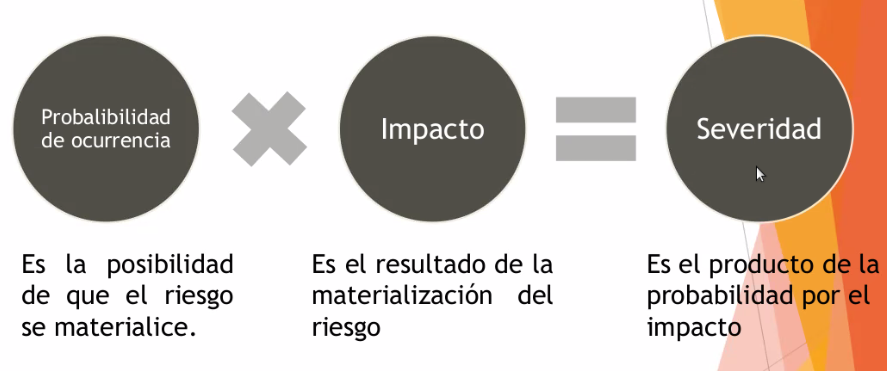 Probalibilidad
de ocurrencia
Impacto
Severidad
Es la posibilidad
de que el riesgo
se materialice.
Es el resultado de la
materialización del
riesgo
Es el producto de la
probabilidad por el
impacto